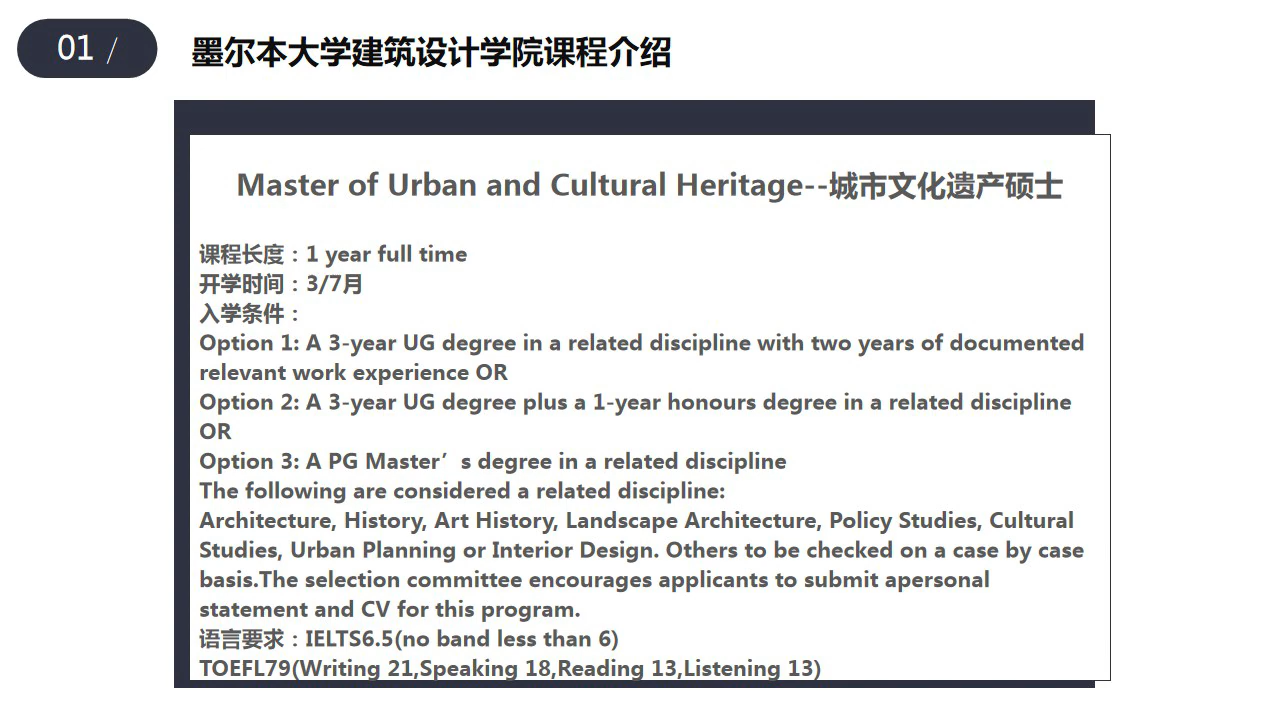 01 /
墨尔本大学建筑设计学院课程介绍
Master of Urban and Cultural Heritage--城市文化遗产硕士
课程长度：1 year full time
开学时间：3/7月
入学条件：
Option 1: A 3-year UG degree in a related discipline with two years of documented
relevant work experience OR
Option 2: A 3-year UG degree plus a 1-year honours degree in a related discipline
OR
Option 3: A PG Master’s degree in a related discipline
The following are considered a related discipline:
Architecture, History, Art History, Landscape Architecture, Policy Studies, Cultural
Studies, Urban Planning or Interior Design. Others to be checked on a case by case
basis.The selection committee encourages applicants to submit apersonal
statement and CV for this program.
语言要求：IELTS6.5(no band less than 6)
TOEFL79(Writing 21,Speaking 18,Reading 13,Listening 13)